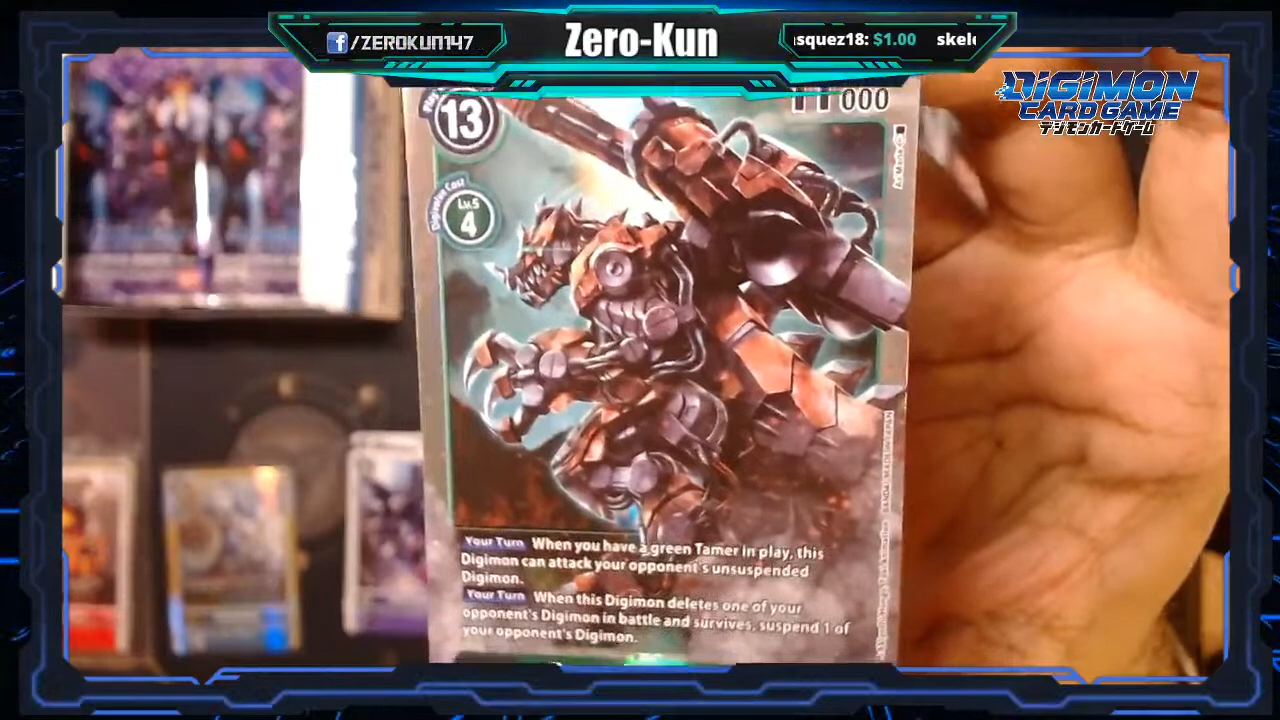 /ZEROKUN147
Zero-Kun
squez18: $1.00 skele
DIGIMON
CARD GAME
デジモンカードゲーム
13
11000
Digivolve Cost
Lv.5
4
Your Turn When you have a green Tamer in play, this
Digimon can attack your opponent's unsuspended
Digimon.
Your Turn When this Digimon deletes one of your
opponent's Digimon in battle and survives, suspend 1 of
your opponent's Digimon.